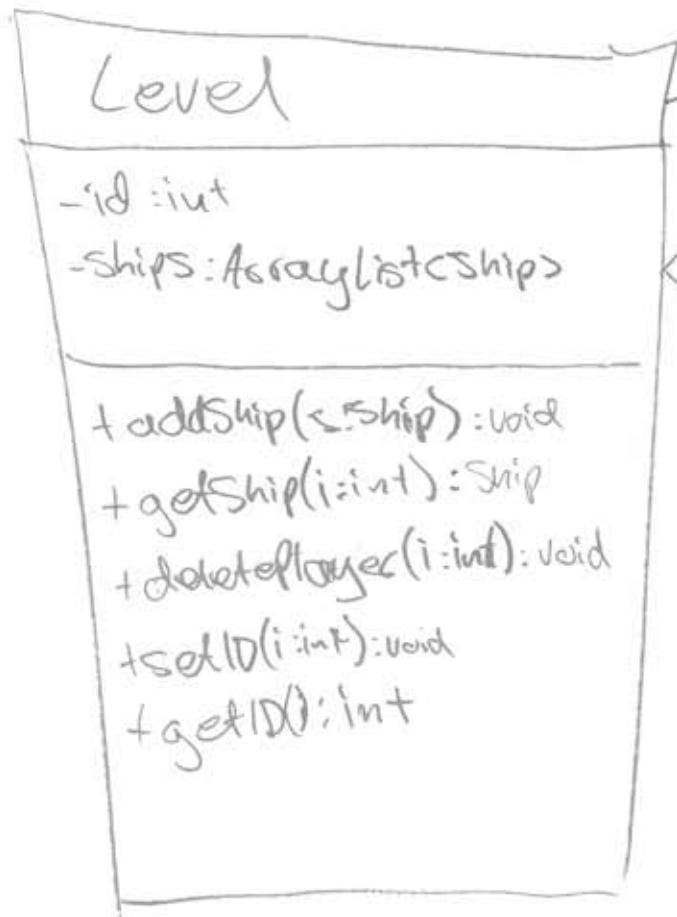 Level
-id :int
-ships:ArrayList<Ship>
+addShip(s:Ship):void
+getShip(i:int):Ship
+deletePlayer(i:int):void
+setID(i:int):void
+getID():int